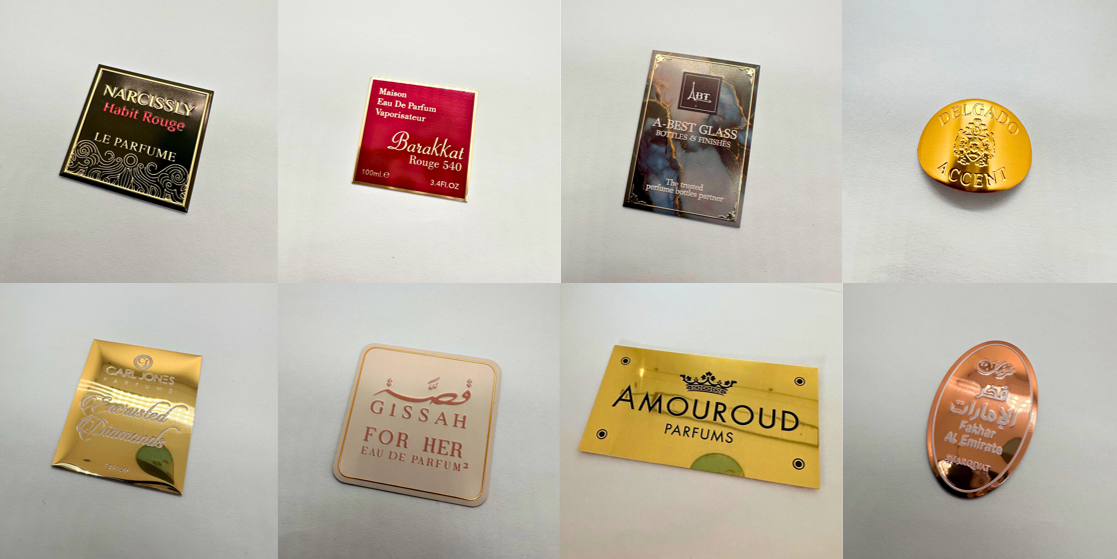 NARCISSLY
Habit Rouge
LE PARFUME
Maison
Eau De Parfum
Vaporisateur
Barakkat
Rouge 540
100ml.e
3.4Fl.OZ
ABT.
A-BEST GLASS
BOTTLES & FINISHES
The trusted
perfume bottles partner
DELGADO
ACCENT
CARL JONES
PARFUMS
Encrusted
Diamonds
قصّة
GISSAH
FOR HER
EAU DE PARFUM²
AMOUROUD
PARFUMS
فخر
الإمارات
Fakhar
AL Emirate